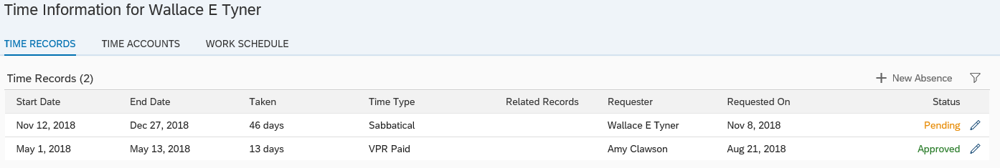 Time Information for Wallace E Tyner
TIME RECORDS TIME ACCOUNTS WORK SCHEDULE
Time Records (2) New Absence
Start Date End Date Taken Time Type Related Records Requester Requested On Status
Nov 12, 2018 Dec 27, 2018 46 days Sabbatical Wallace E Tyner Nov 8, 2018 Pending
May 1, 2018 May 13, 2018 13 days VPR Paid Amy Clawson Aug 21, 2018 Approved